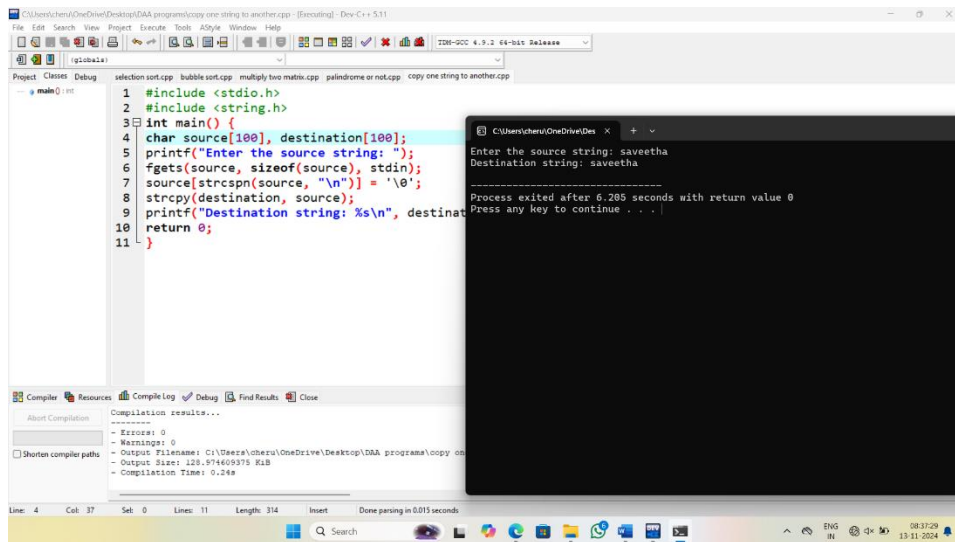 C:\Users\cheru\OneDrive\Desktop\DAA programs\copy one string to another.cpp - [Executing] - Dev-C++ 5.11
File Edit Search View Project Execute Tools AStyle Window Help
TDM-GCC 4.9.2 64-bit Release
(globals)
Project Classes Debug
selection sort.cpp bubble sort.cpp multiply two matrix.cpp palindrome or not.cpp copy one string to another.cpp
main () : int
1 #include <stdio.h>
2 #include <string.h>
3 int main() {
4 char source[100], destination[100];
5 printf("Enter the source string: ");
6 fgets(source, sizeof(source), stdin);
7 source[strcspn(source, "\n")] = '\0';
8 strcpy(destination, source);
9 printf("Destination string: %s\n", destinat
10 return 0;
11 }
C:\Users\cheru\OneDrive\Des
Enter the source string: saveetha
Destination string: saveetha
--------------------------------
Process exited after 6.205 seconds with return value 0
Press any key to continue . . .
Compiler Resources Compile Log Debug Find Results Close
Abort Compilation
Shorten compiler paths
Compilation results...
--------
- Errors: 0
- Warnings: 0
- Output Filename: C:\Users\cheru\OneDrive\Desktop\DAA programs\copy on
- Output Size: 128.974609375 KiB
- Compilation Time: 0.24s
Line: 4 Col: 37 Sel: 0 Lines: 11 Length: 314 Insert Done parsing in 0.015 seconds
Search
ENG
IN
08:37:29
13-11-2024